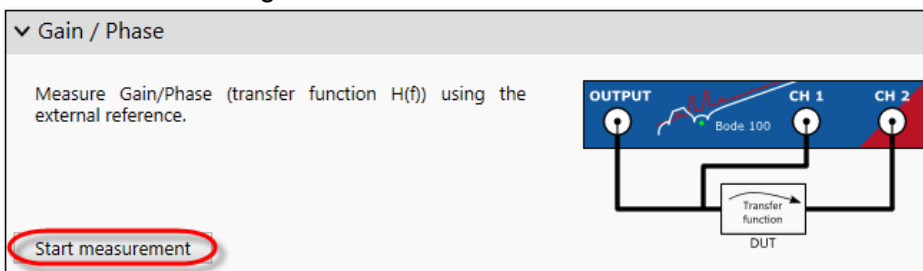 Gain / Phase
Measure Gain/Phase (transfer function H(f)) using the
external reference.
OUTPUT
CH 1
CH 2
Bode 100
Transfer
function
DUT
Start measurement